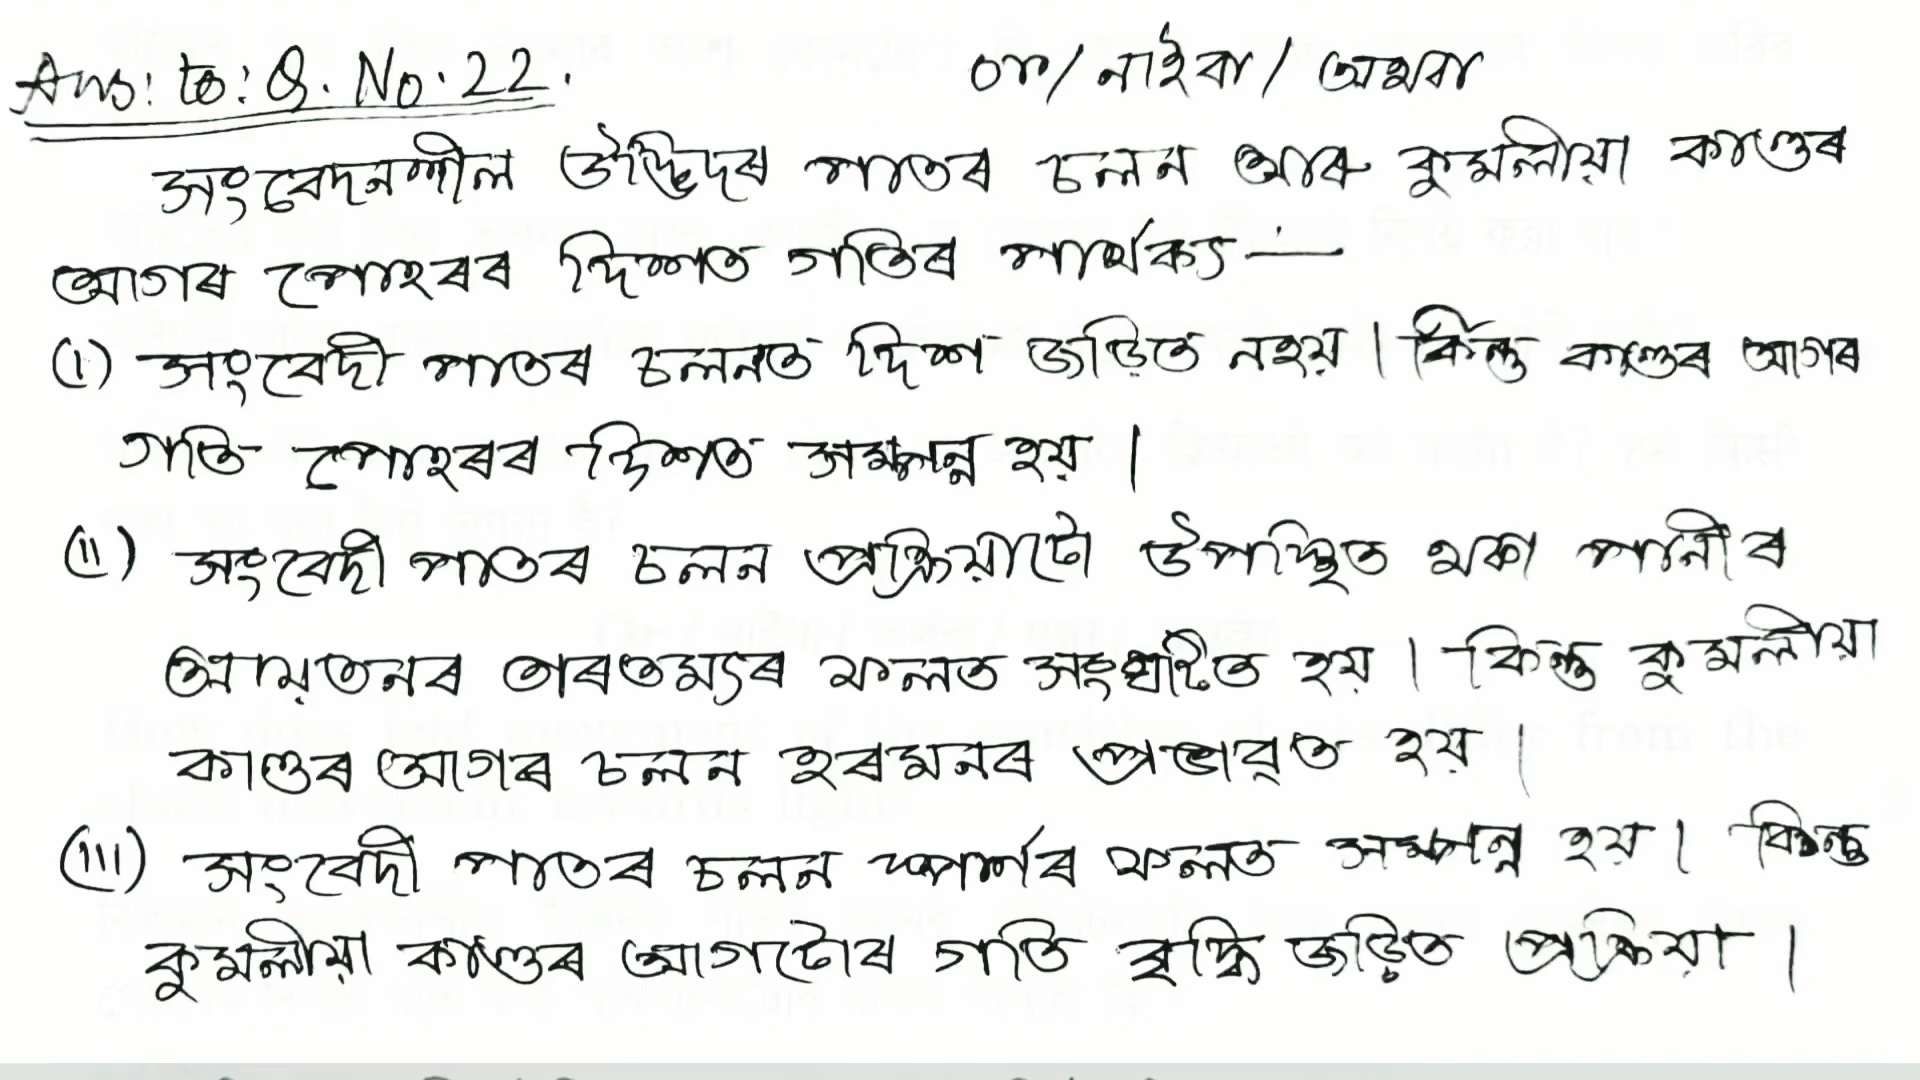 Ans: to: Q. No. 22. or/ নাইবা/ অথবা
সংবেদনশীল উদ্ভিদৰ পাতৰ চলন আৰু কুমলীয়া কাণ্ডৰ
আগৰ পোহৰৰ দিশত গতিৰ পাৰ্থক্য :—
(i) সংবেদী পাতৰ চলনত দিশ জড়িত নহয়। কিন্তু কাণ্ডৰ আগৰ
গতি পোহৰৰ দিশত সম্পন্ন হয়।
(ii) সংবেদী পাতৰ চলন প্ৰক্ৰিয়াটো উপস্থিত থকা পানীৰ
আয়তনৰ তাৰতম্যৰ ফলত সংঘটিত হয়। কিন্তু কুমলীয়া
কাণ্ডৰ আগৰ চলন হৰমনৰ প্ৰভাৱত হয়।
(iii) সংবেদী পাতৰ চলন স্পৰ্শৰ ফলত সম্পন্ন হয়। কিন্তু
কুমলীয়া কাণ্ডৰ আগটোৰ গতি বৃদ্ধি জড়িত প্ৰক্ৰিয়া।